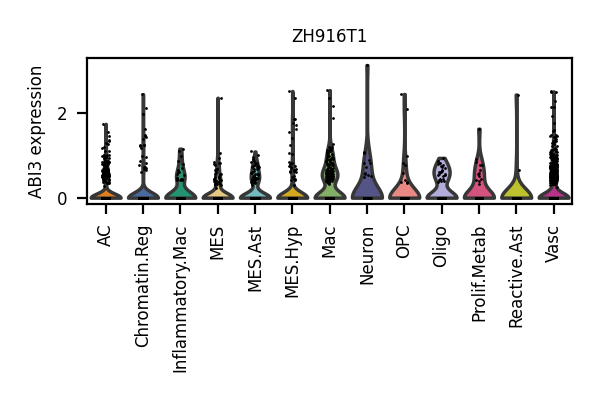 ZH916T1
ABI3 expression
2
0
AC
Chromatin.Reg
Inflammatory.Mac
MES
MES.Ast
MES.Hyp
Mac
Neuron
OPC
Oligo
Prolif.Metab
Reactive.Ast
Vasc